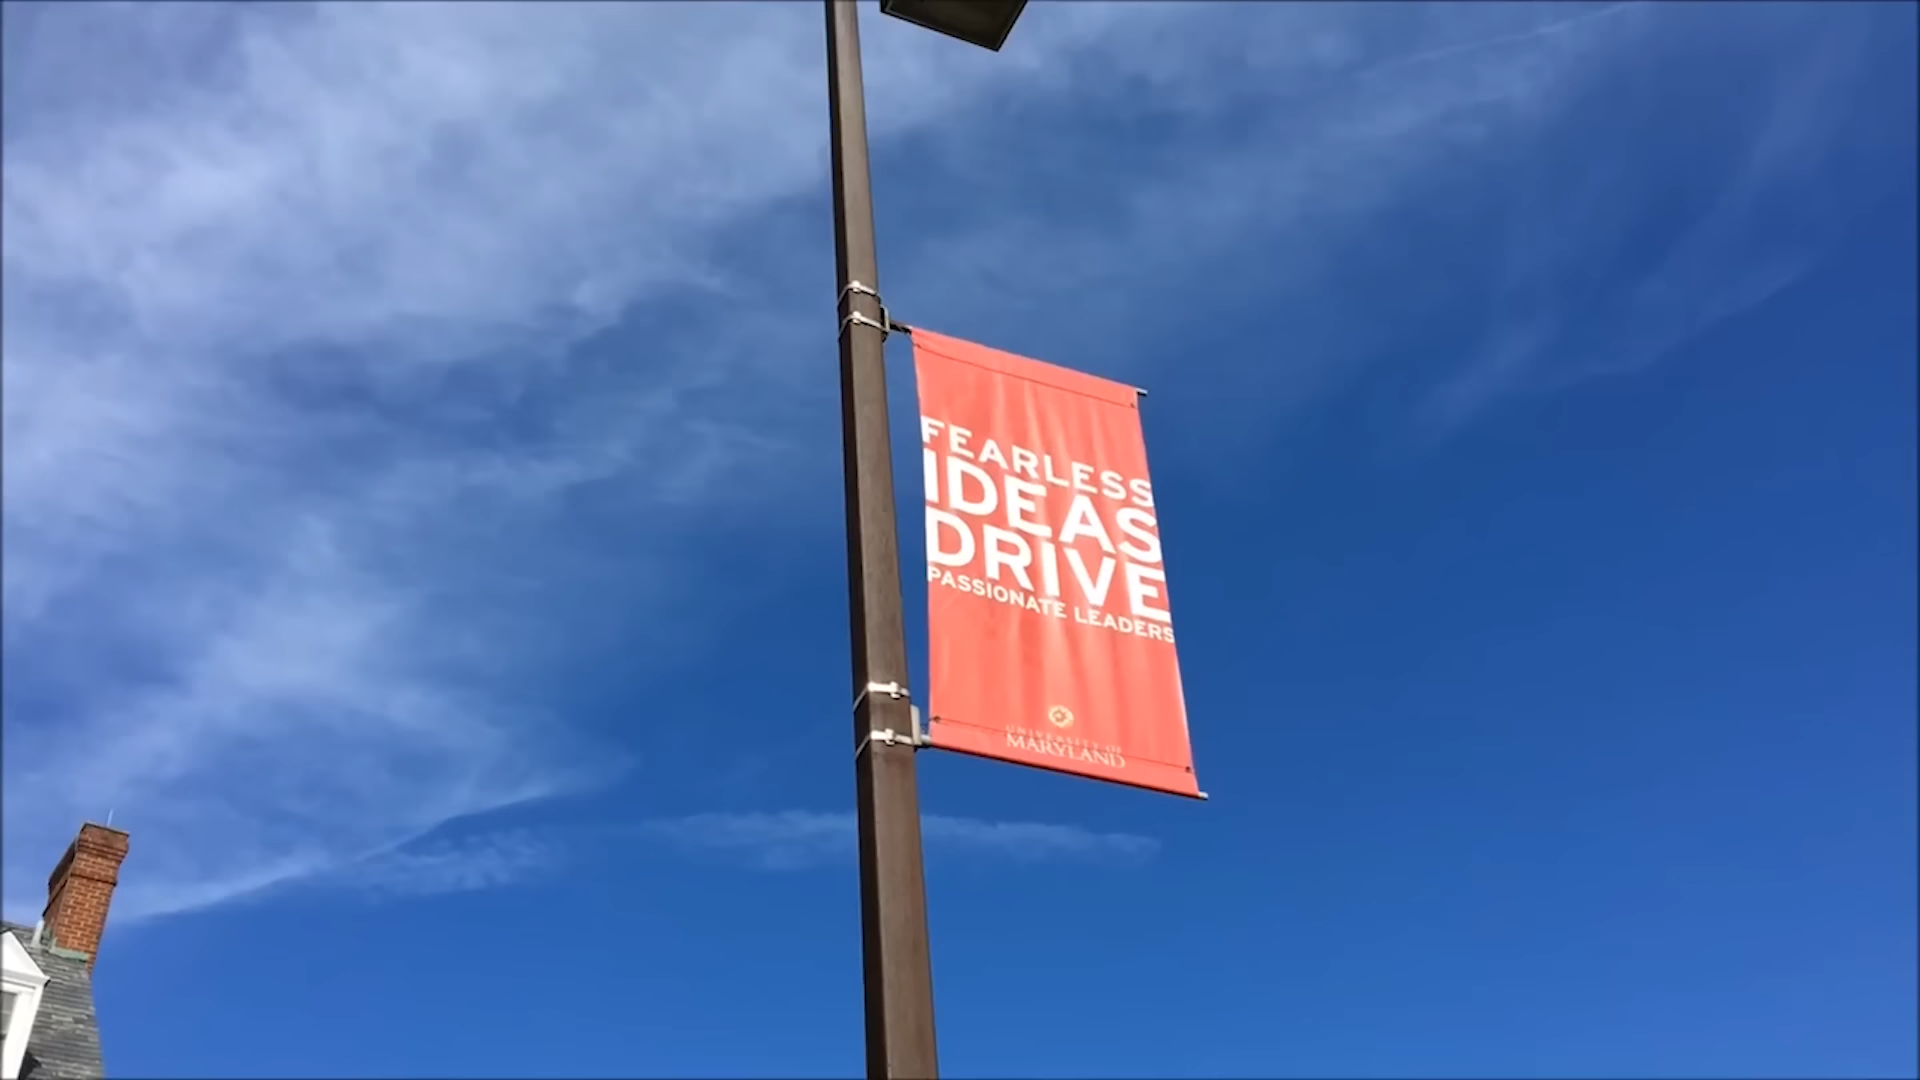 FEARLESS
IDEAS
DRIVE
PASSIONATE LEADERS
UNIVERSITY OF
MARYLAND